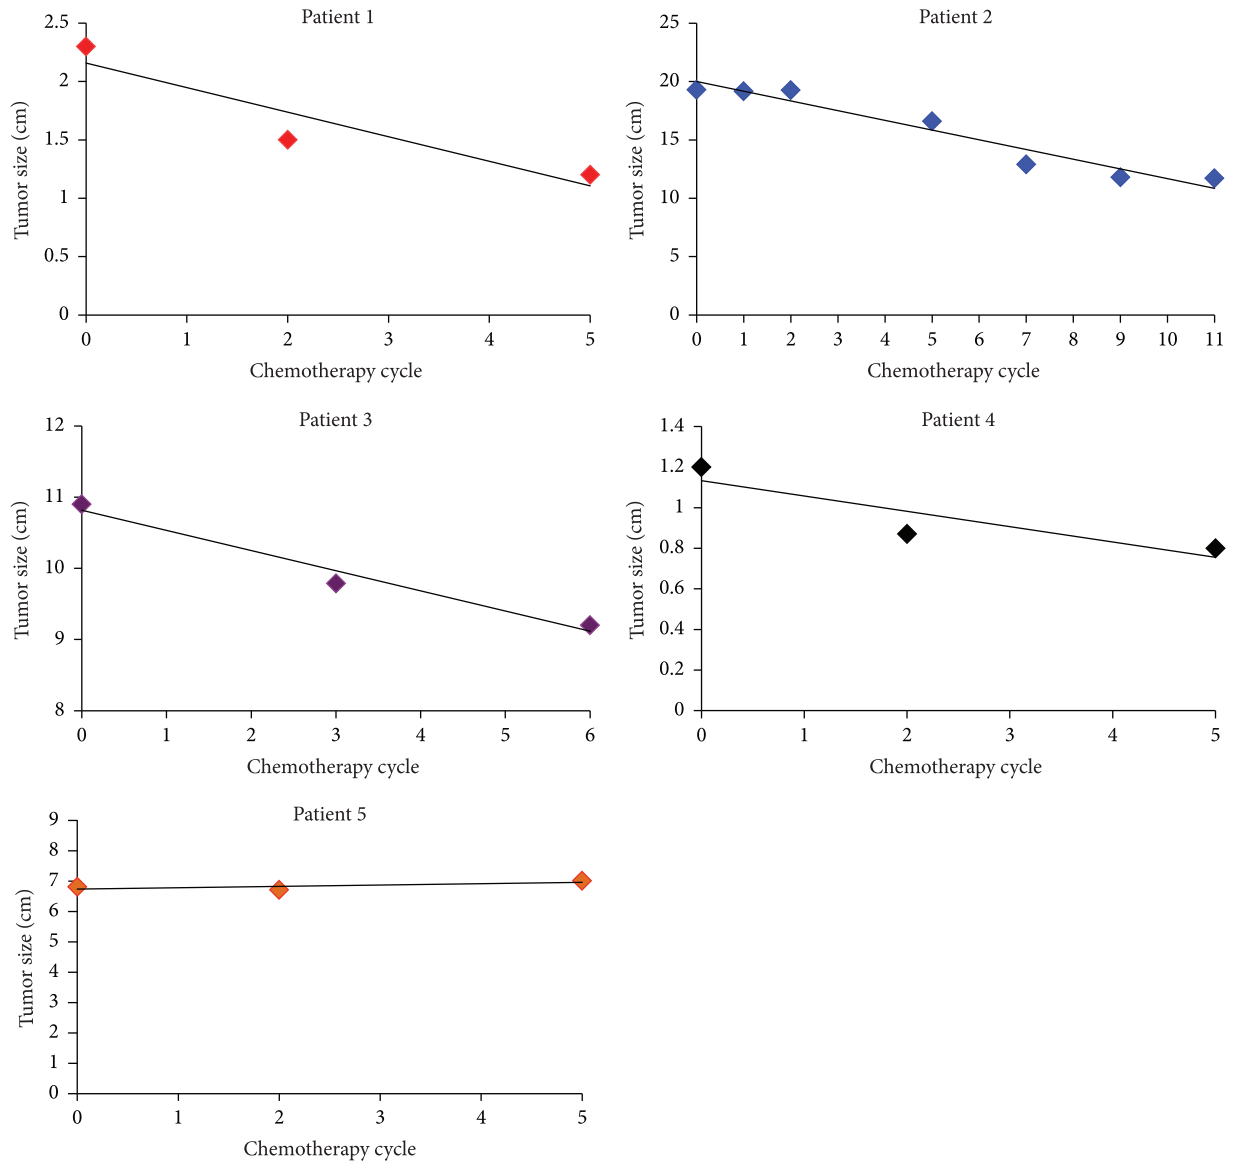 Patient 1
2.5
2
1.5
1
0.5
0
Tumor size (cm)
0 1 2 3 4 5
Chemotherapy cycle
Patient 2
25
20
15
10
5
0
Tumor size (cm)
0 1 2 3 4 5 6 7 8 9 10 11
Chemotherapy cycle
Patient 3
12
11
10
9
8
Tumor size (cm)
0 1 2 3 4 5 6
Chemotherapy cycle
Patient 4
1.4
1.2
1
0.8
0.6
0.4
0.2
0
Tumor size (cm)
0 1 2 3 4 5
Chemotherapy cycle
Patient 5
9
8
7
6
5
4
3
2
1
0
Tumor size (cm)
0 1 2 3 4 5
Chemotherapy cycle